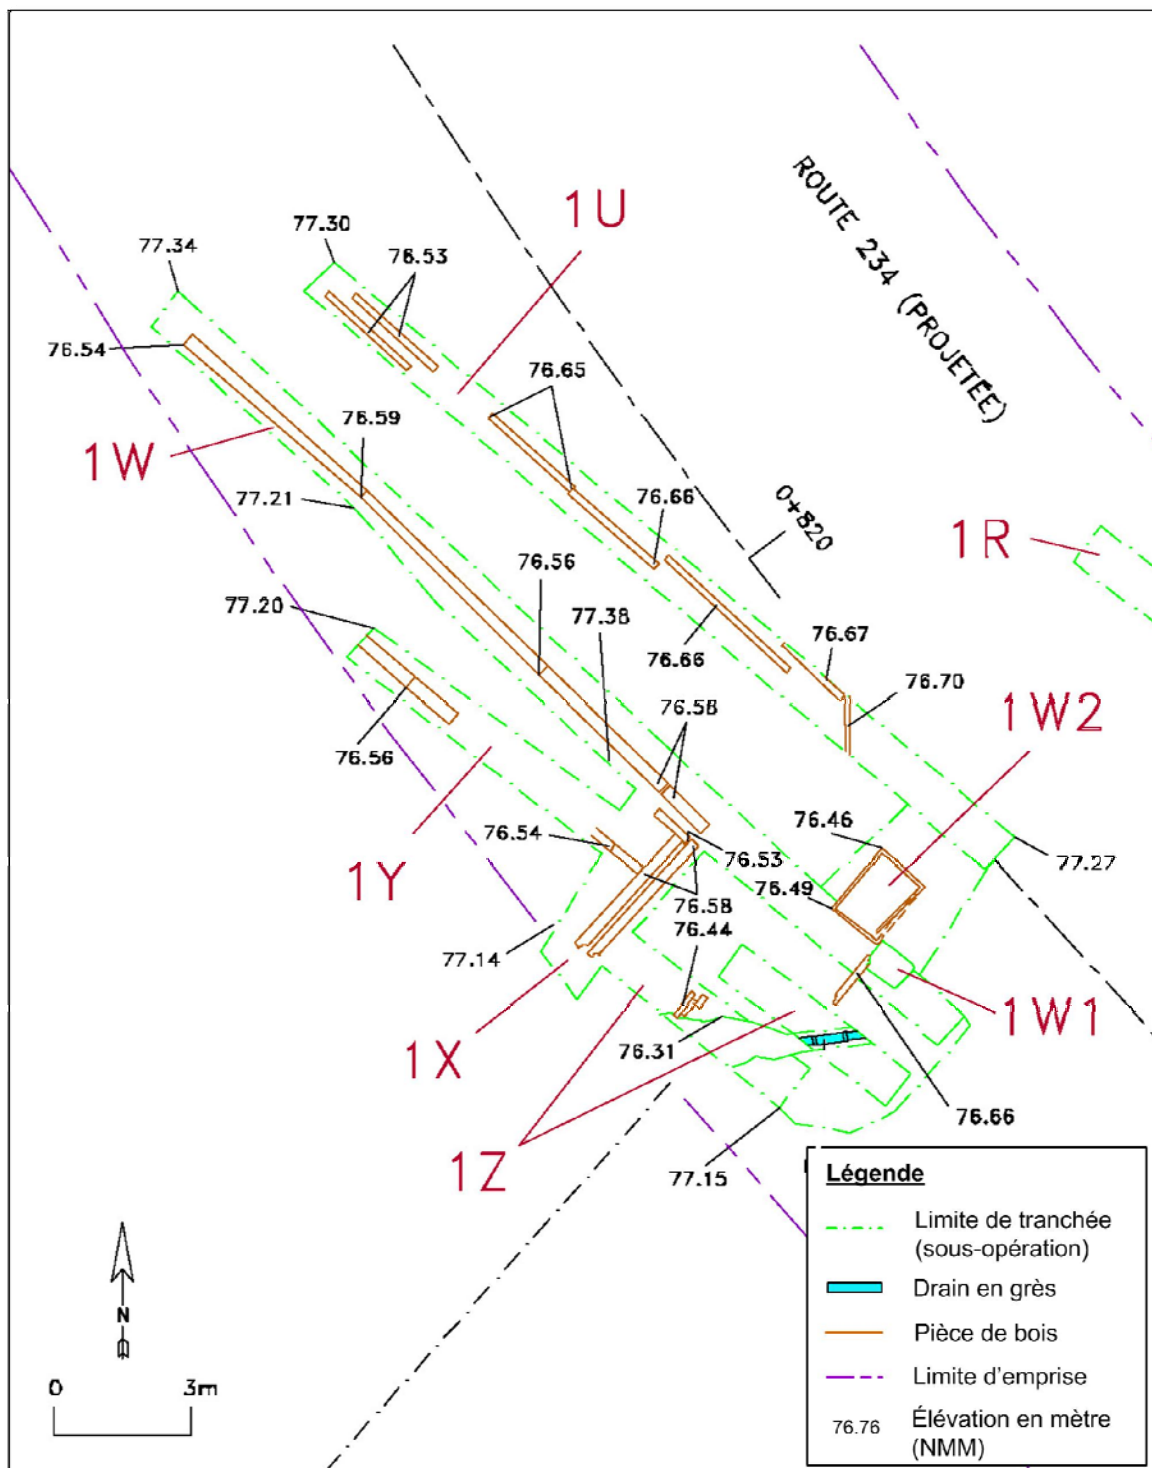 1U
77.30
77.34
76.53
ROUTE 234 (PROJETÉE)
76.54
76.65
76.59
1W
77.21
76.66
0+820
1R
76.56
77.20
77.38
76.66
76.67
76.70
1W2
76.58
76.56
76.46
76.54
76.53
77.27
1Y
76.49
76.58
76.44
77.14
1W1
1X
76.31
76.66
1Z
77.15
Légende
Limite de tranchée
(sous-opération)
Drain en grès
Pièce de bois
Limite d'emprise
76.76
Élévation en mètre
(NMM)
N
0
3m